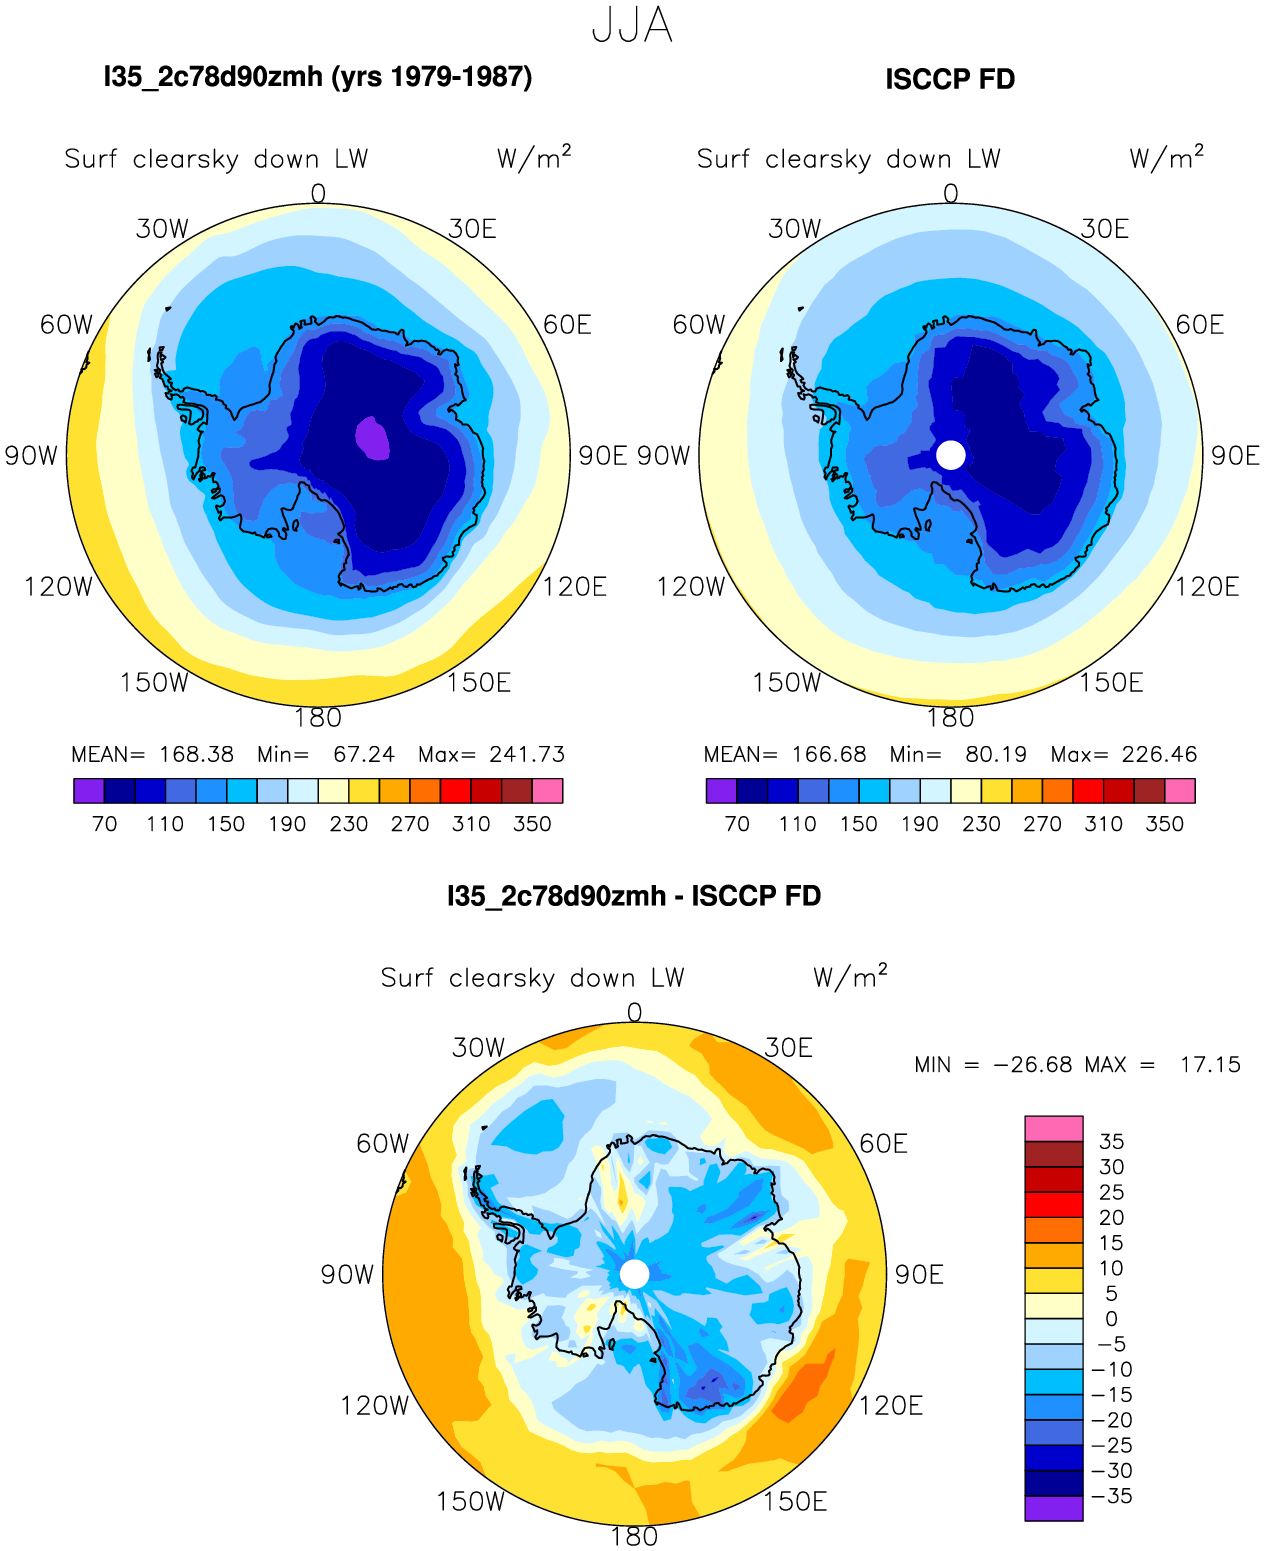 JJA
I35_2c78d90zmh (yrs 1979-1987)
ISCCP FD
Surf clearsky down LW W/m²
Surf clearsky down LW W/m²
0
0
30W 30E
30W 30E
60W 60E
60W 60E
90W 90E
90W 90E
120W 120E
120W 120E
150W 150E
150W 150E
180
180
MEAN= 168.38 Min= 67.24 Max= 241.73
MEAN= 166.68 Min= 80.19 Max= 226.46
70 110 150 190 230 270 310 350
70 110 150 190 230 270 310 350
I35_2c78d90zmh - ISCCP FD
Surf clearsky down LW W/m²
0
30W 30E
MIN = −26.68 MAX = 17.15
60W 60E
90W 90E
120W 120E
150W 150E
180
35
30
25
20
15
10
5
0
−5
−10
−15
−20
−25
−30
−35